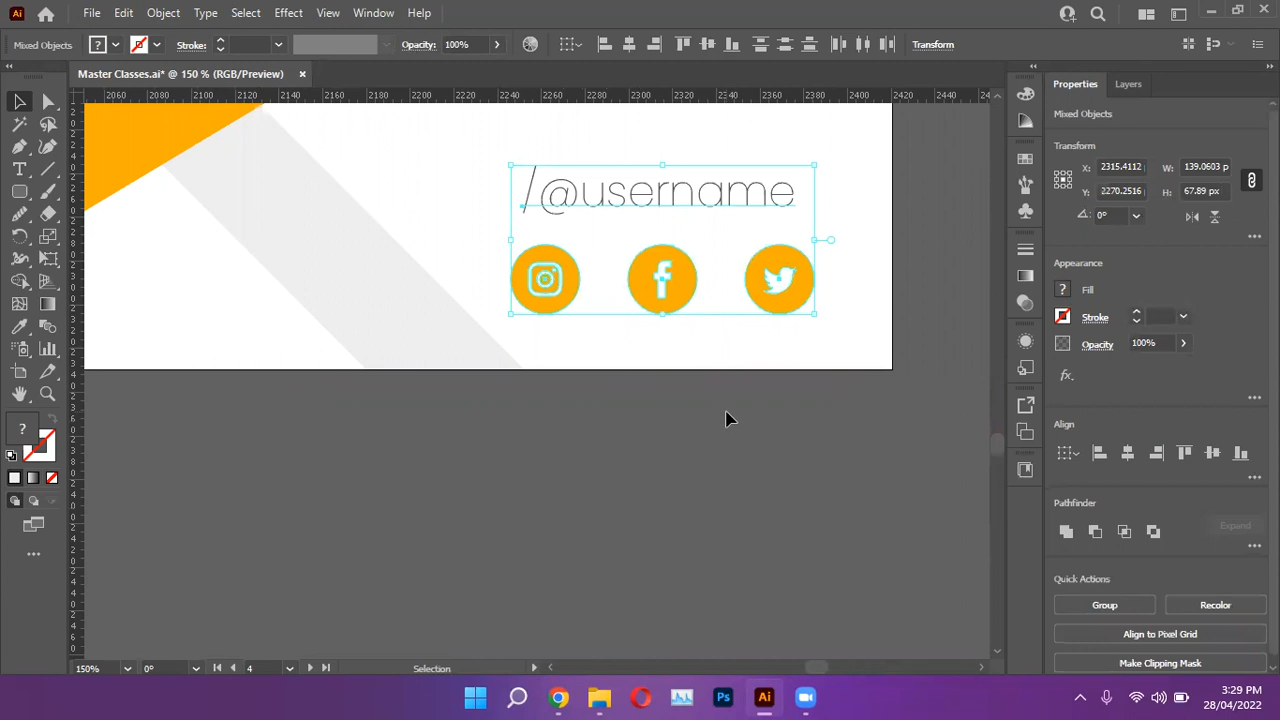 File Edit Object Type Select Effect View Window Help
Mixed Objects ? Stroke: Opacity: 100% Transform
Master Classes.ai* @ 150 % (RGB/Preview) ×
2060 2080 2100 2120 2140 2160 2180 2200 2220 2240 2260 2280 2300 2320 2340 2360 2380 2400 2420 2440
/@username
Properties Layers
Mixed Objects
Transform
X: 2315.4112 W: 139.0603 p
Y: 2270.2516 H: 67.89 px
0°
Appearance
? Fill
Stroke
Opacity 100%
fx.
Align
Pathfinder
Expand
Quick Actions
Group Recolor
Align to Pixel Grid
Make Clipping Mask
?
150% 0° 4 Selection
Ps Ai
3:29 PM
28/04/2022